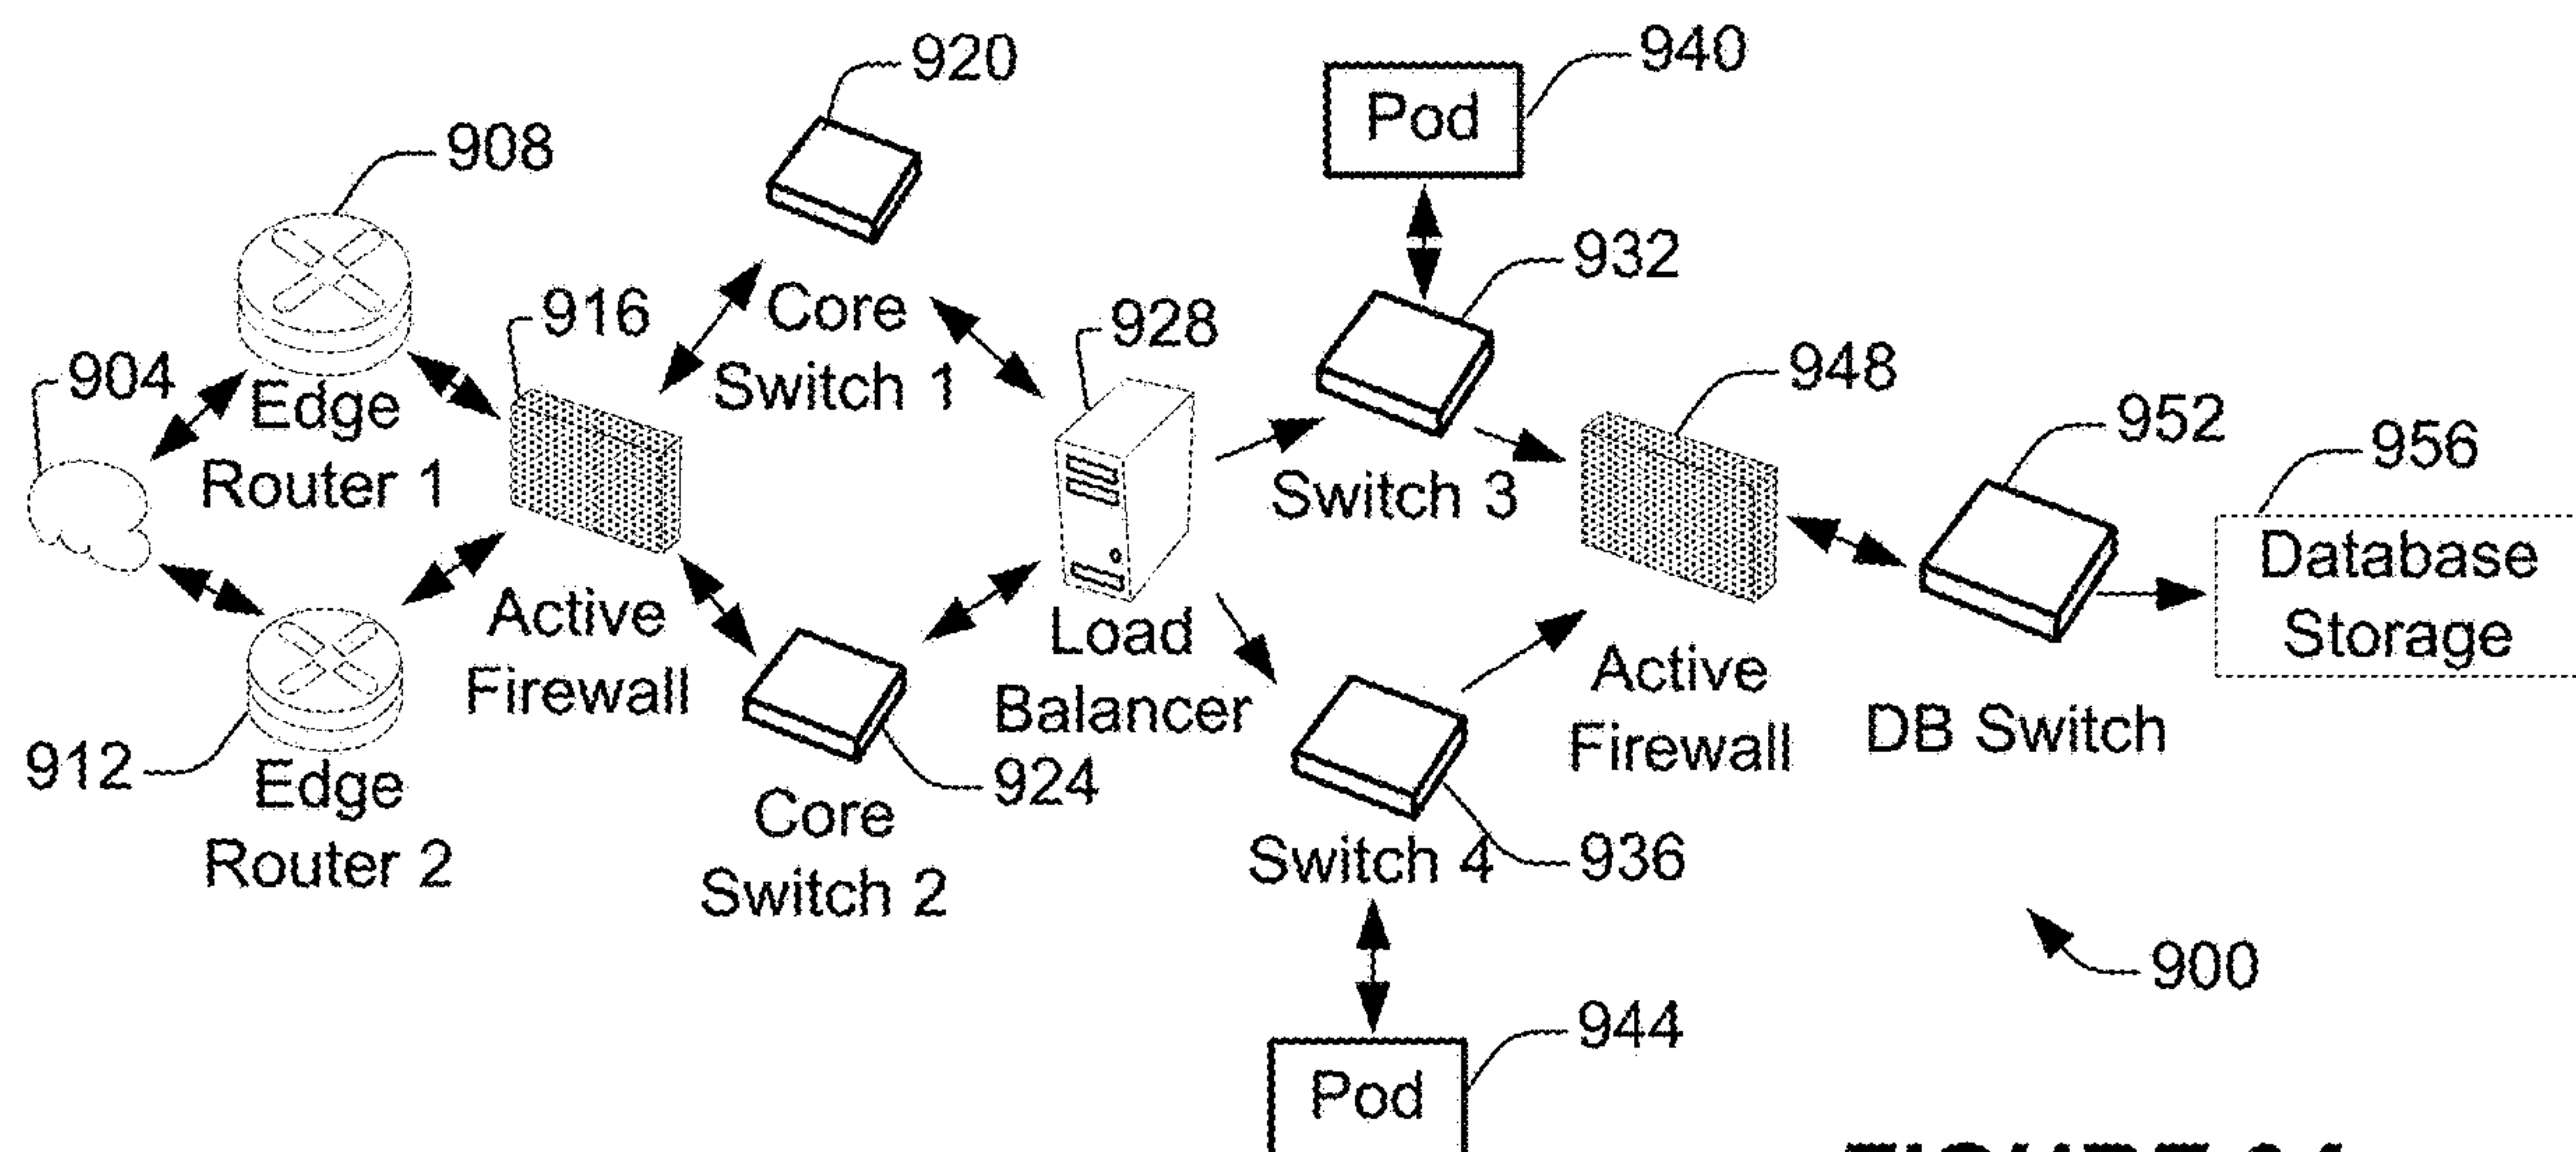 920
940
Pod
908
932
916
Core
Switch 1
928
904
948
Edge
Router 1
952
956
Switch 3
Database
Storage
Active
Firewall
Load
Balancer
Active
Firewall
DB Switch
912
Edge
Router 2
924
Core
Switch 2
Switch 4
936
900
944
Pod